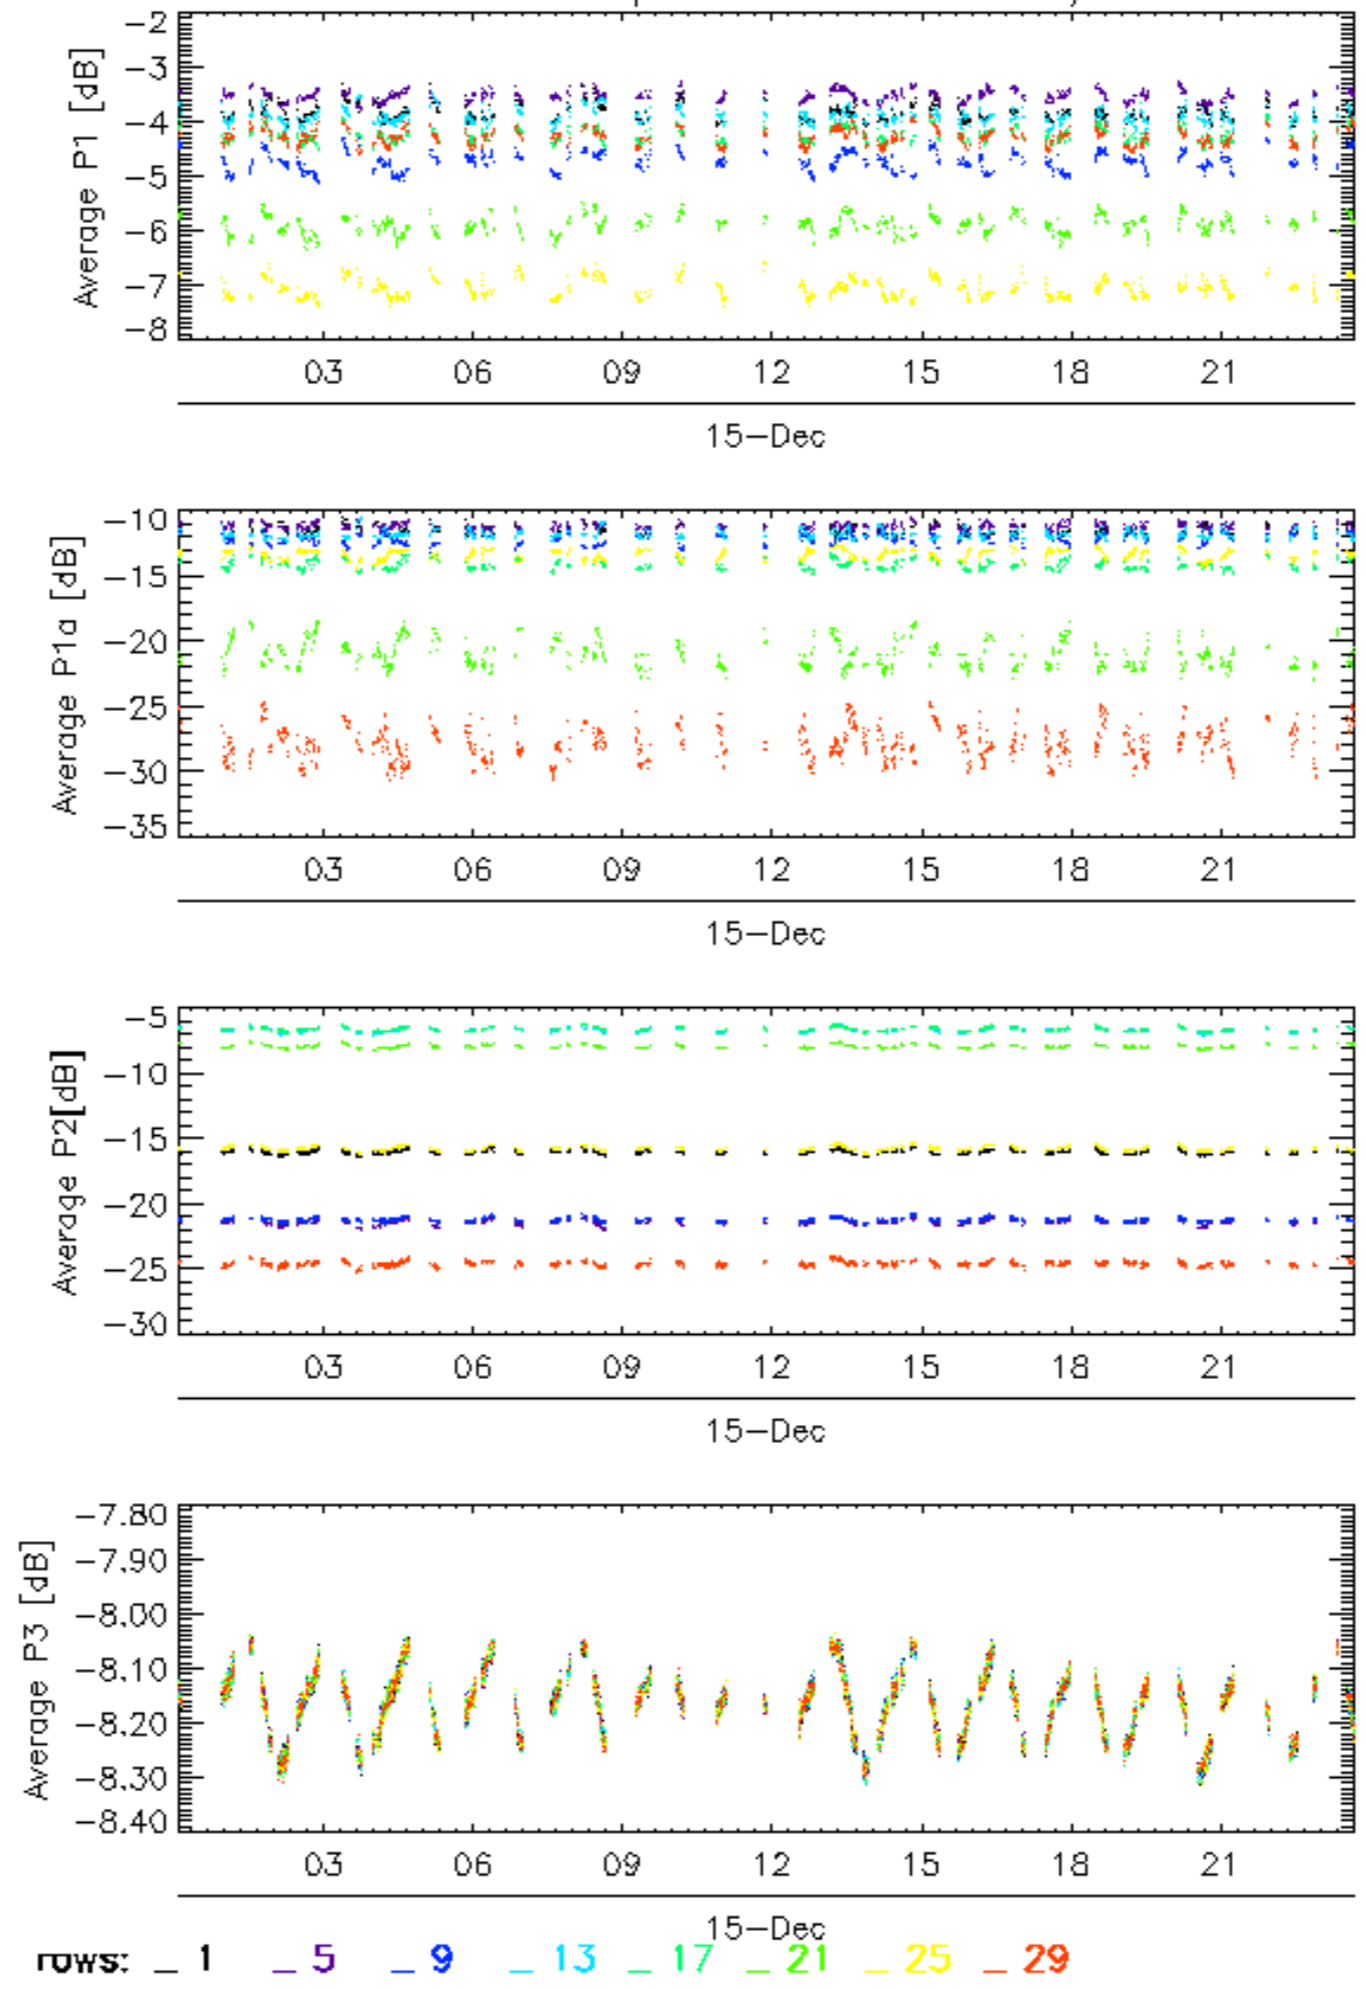 Average P1 [dB]
-2
-3
-4
-5
-6
-7
-8
03 06 09 12 15 18 21
15-Dec
Average P1a [dB]
-10
-15
-20
-25
-30
-35
03 06 09 12 15 18 21
15-Dec
Average P2[dB]
-5
-10
-15
-20
-25
-30
03 06 09 12 15 18 21
15-Dec
Average P3 [dB]
-7.80
-7.90
-8.00
-8.10
-8.20
-8.30
-8.40
03 06 09 12 15 18 21
15-Dec
rows: _ 1 _ 5 _ 9 _ 13 _ 17 _ 21 _ 25 _ 29